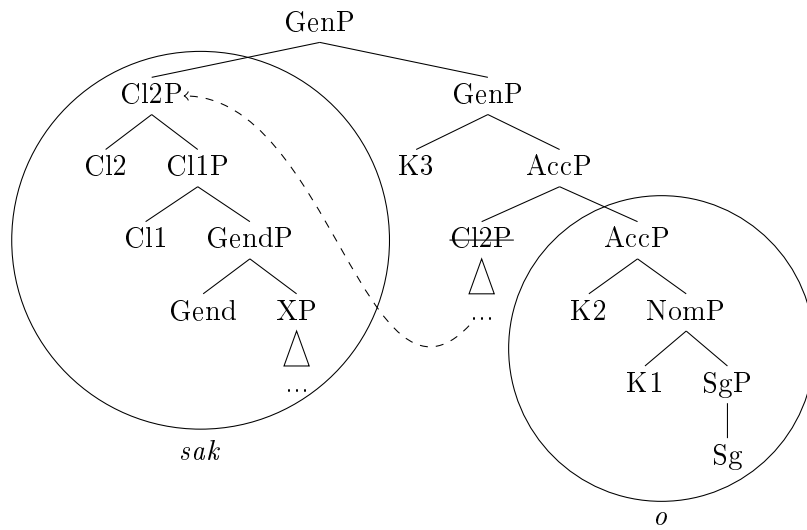 GenP
Cl2P GenP
Cl2 Cl1P K3 AccP
Cl1 GendP Cl2P AccP
Gend XP ... K2 NomP
... K1 SgP
sak Sg
o